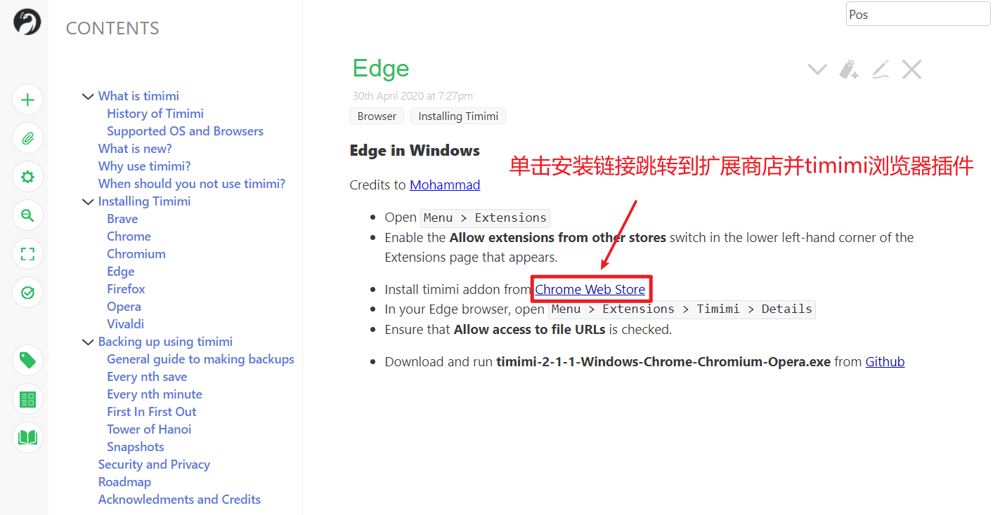 Pos
CONTENTS
What is timimi
History of Timimi
Supported OS and Browsers
What is new?
Why use timimi?
When should you not use timimi?
Installing Timimi
Brave
Chrome
Chromium
Edge
Firefox
Opera
Vivaldi
Backing up using timimi
General guide to making backups
Every nth save
Every nth minute
First In First Out
Tower of Hanoi
Snapshots
Security and Privacy
Roadmap
Acknowledments and Credits
Edge
30th April 2020 at 7:27pm
Browser Installing Timimi
Edge in Windows
单击安装链接跳转到扩展商店并timimi浏览器插件
Credits to Mohammad
Open Menu > Extensions
Enable the Allow extensions from other stores switch in the lower left-hand corner of the
Extensions page that appears.
Install timimi addon from Chrome Web Store
In your Edge browser, open Menu > Extensions > Timimi > Details
Ensure that Allow access to file URLs is checked.
Download and run timimi-2-1-1-Windows-Chrome-Chromium-Opera.exe from Github